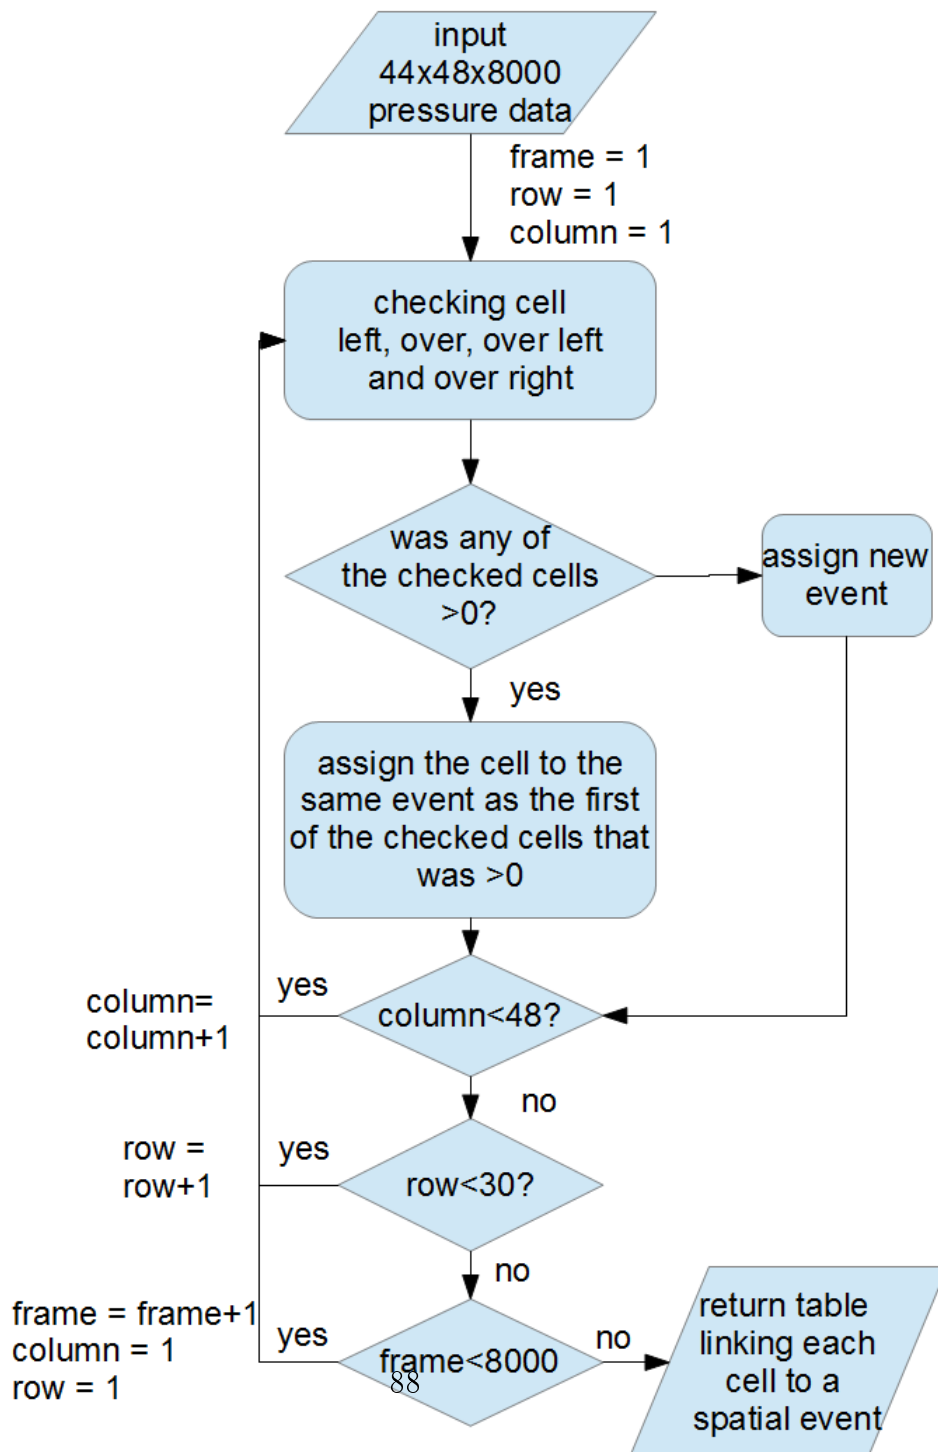 input
44x48x8000
pressure data
frame = 1
row = 1
column = 1
checking cell
left, over, over left
and over right
was any of
the checked cells
>0?
assign new
event
yes
assign the cell to the
same event as the first
of the checked cells that
was >0
column<48?
yes
column=
column+1
no
row<30?
yes
row =
row+1
no
frame<8000
yes
frame = frame+1
column = 1
row = 1
no
return table
linking each
cell to a
spatial event
88